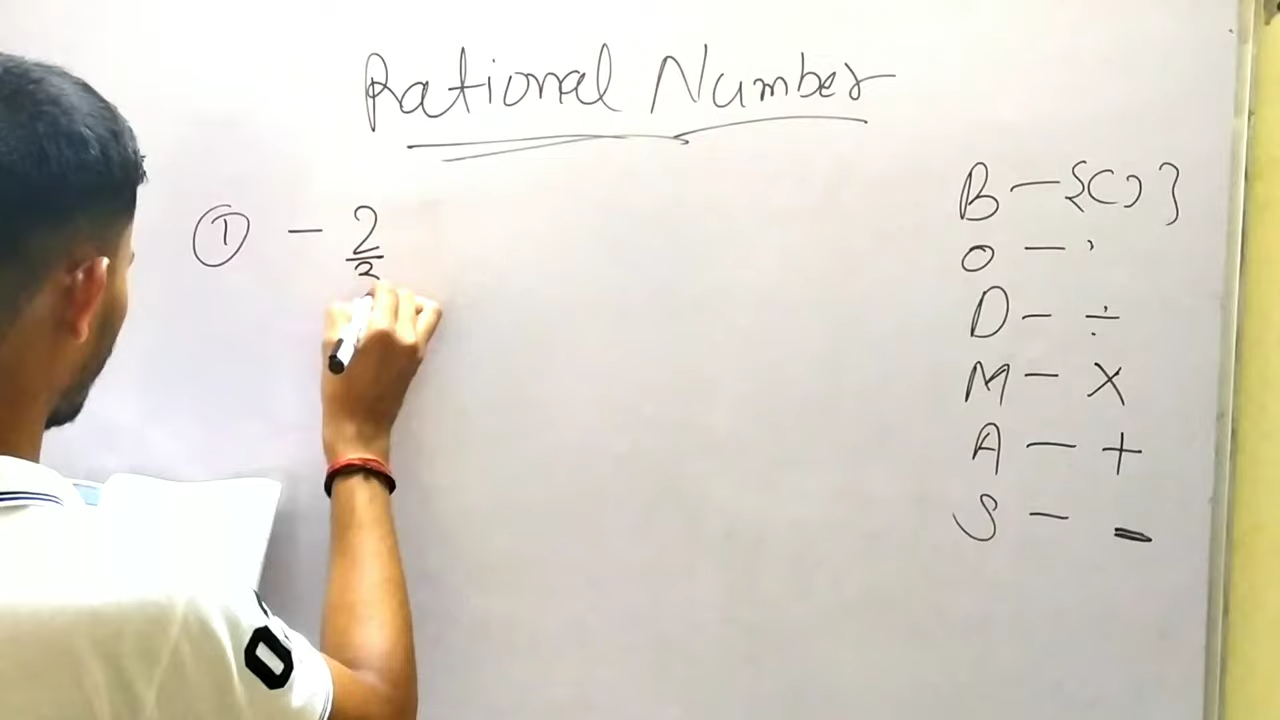 Rational Number
① - 2/3
B - {( )}
O - '
D - ÷
M - ×
A - +
S - -